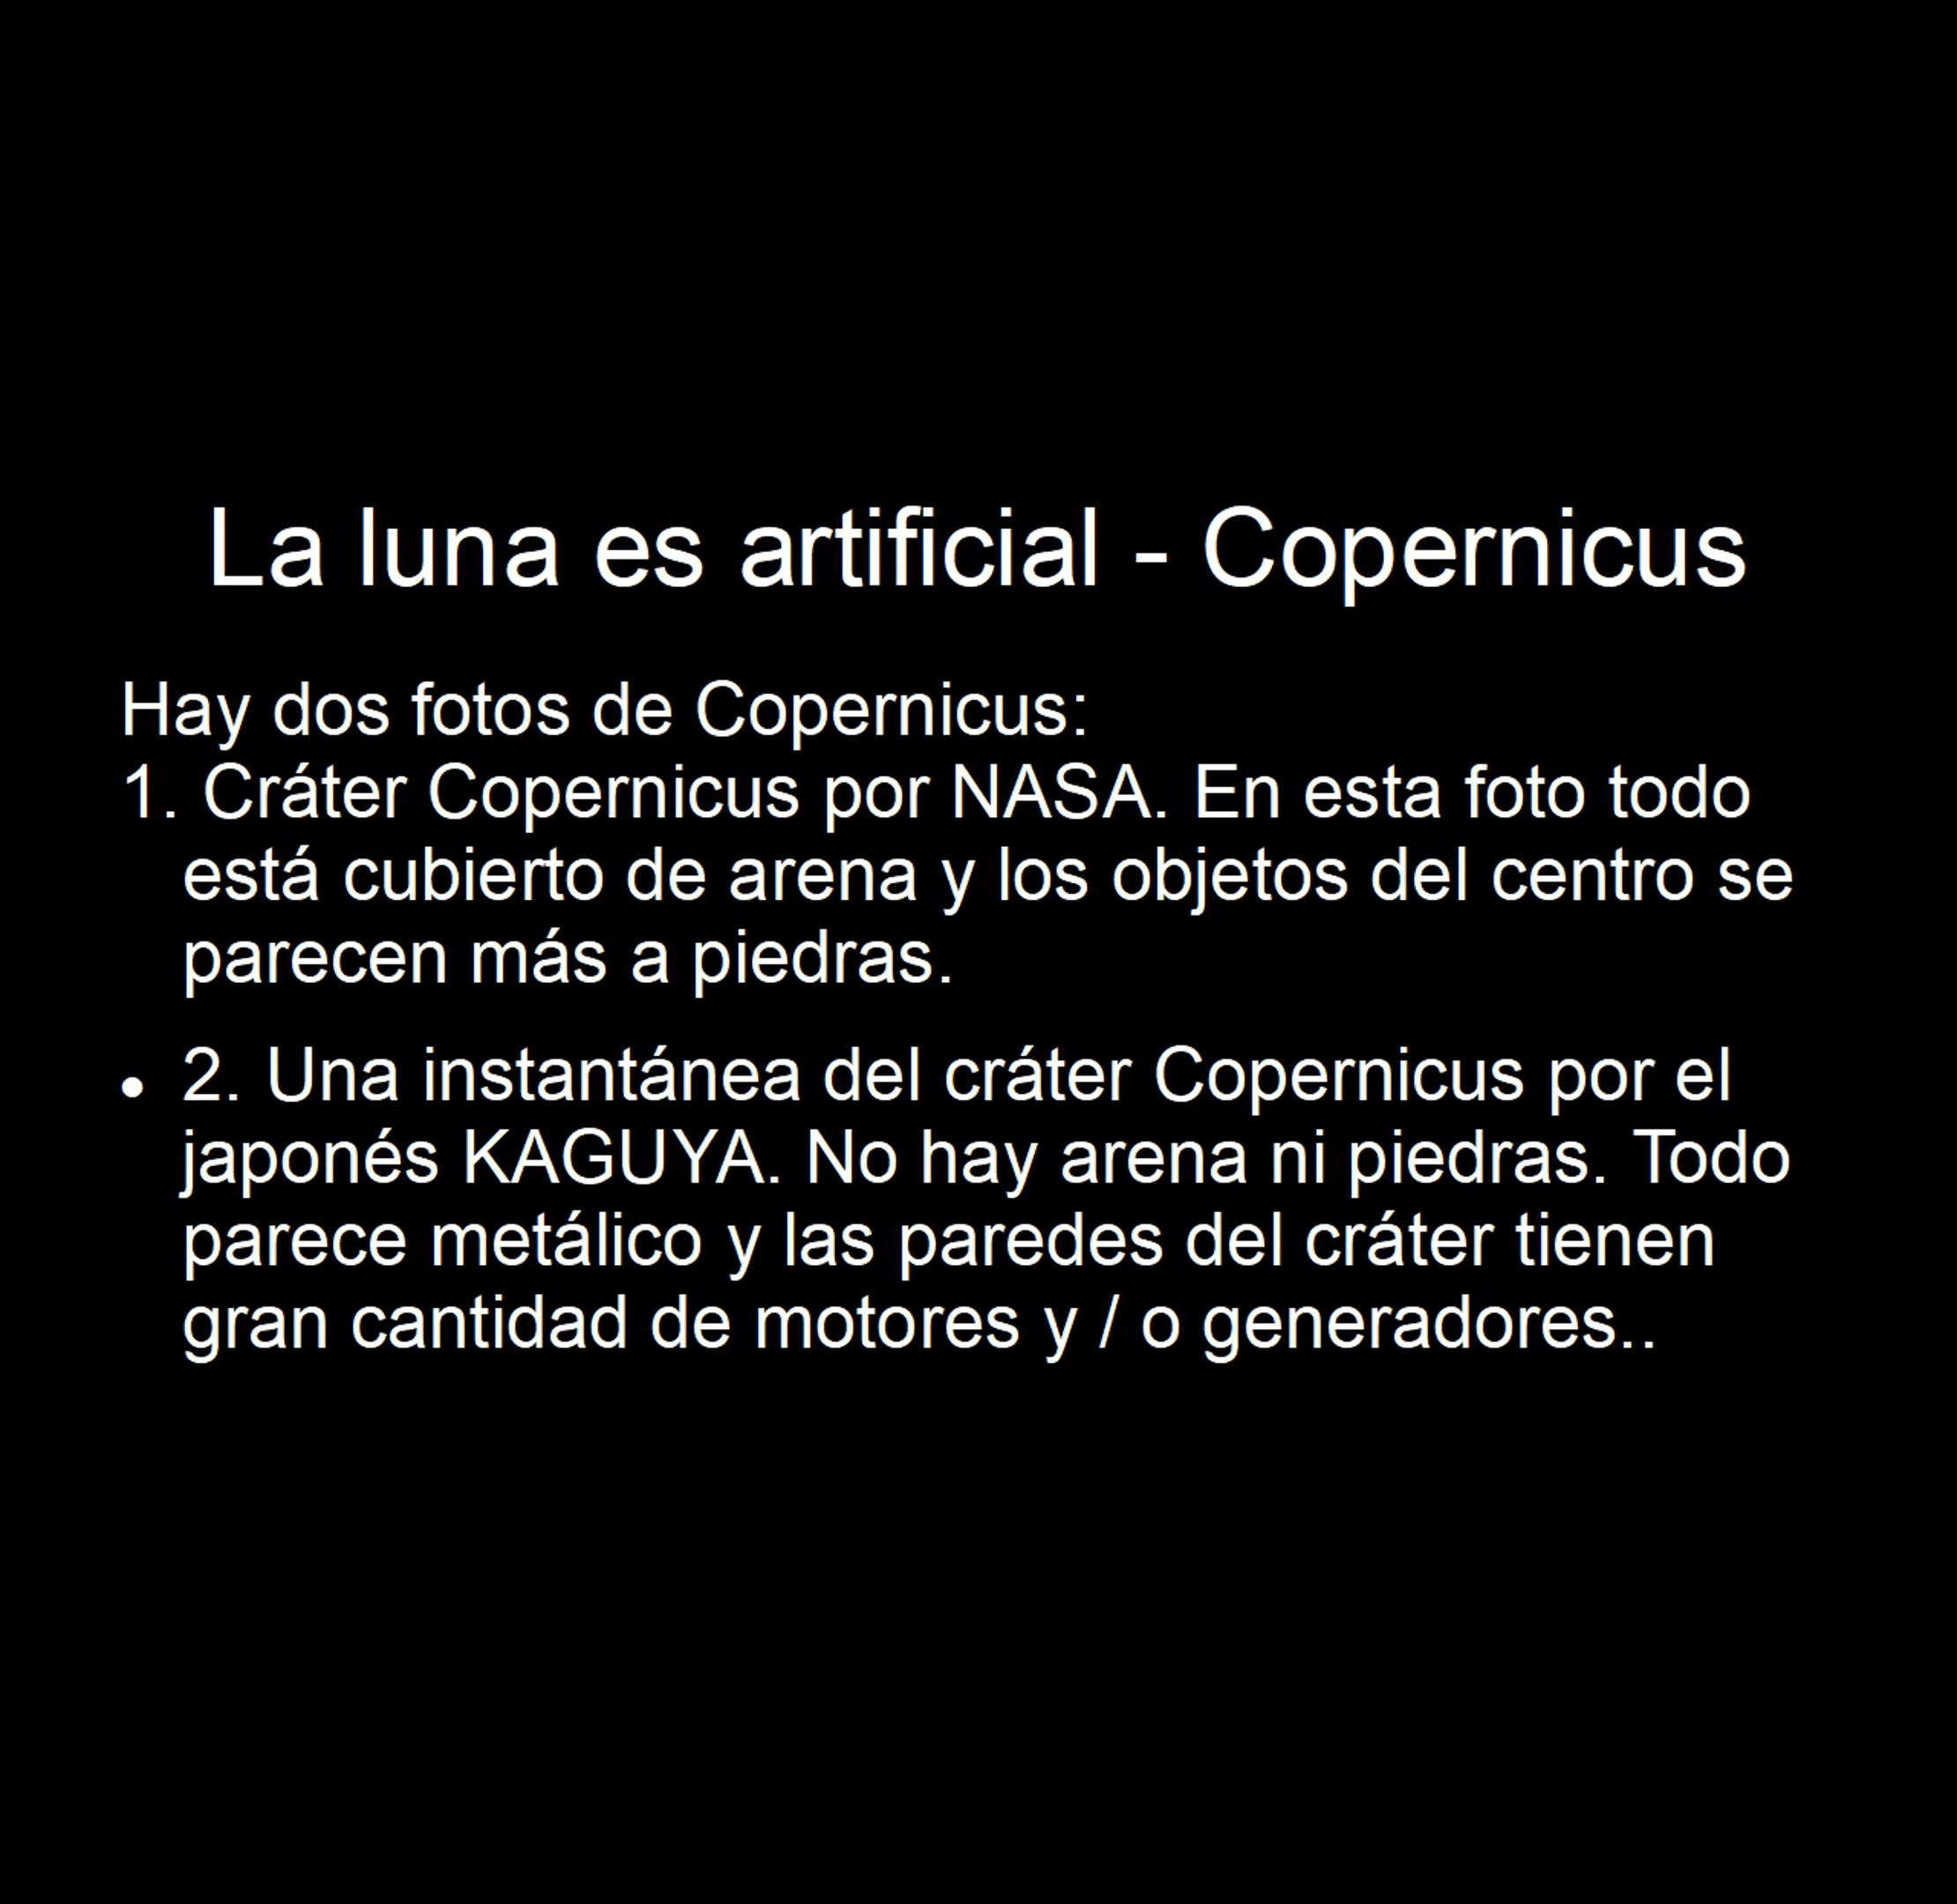 La luna es artificial - Copernicus
Hay dos fotos de Copernicus:
1. Cráter Copernicus por NASA. En esta foto todo
está cubierto de arena y los objetos del centro se
parecen más a piedras.
• 2. Una instantánea del cráter Copernicus por el
japonés KAGUYA. No hay arena ni piedras. Todo
parece metálico y las paredes del cráter tienen
gran cantidad de motores y / o generadores..